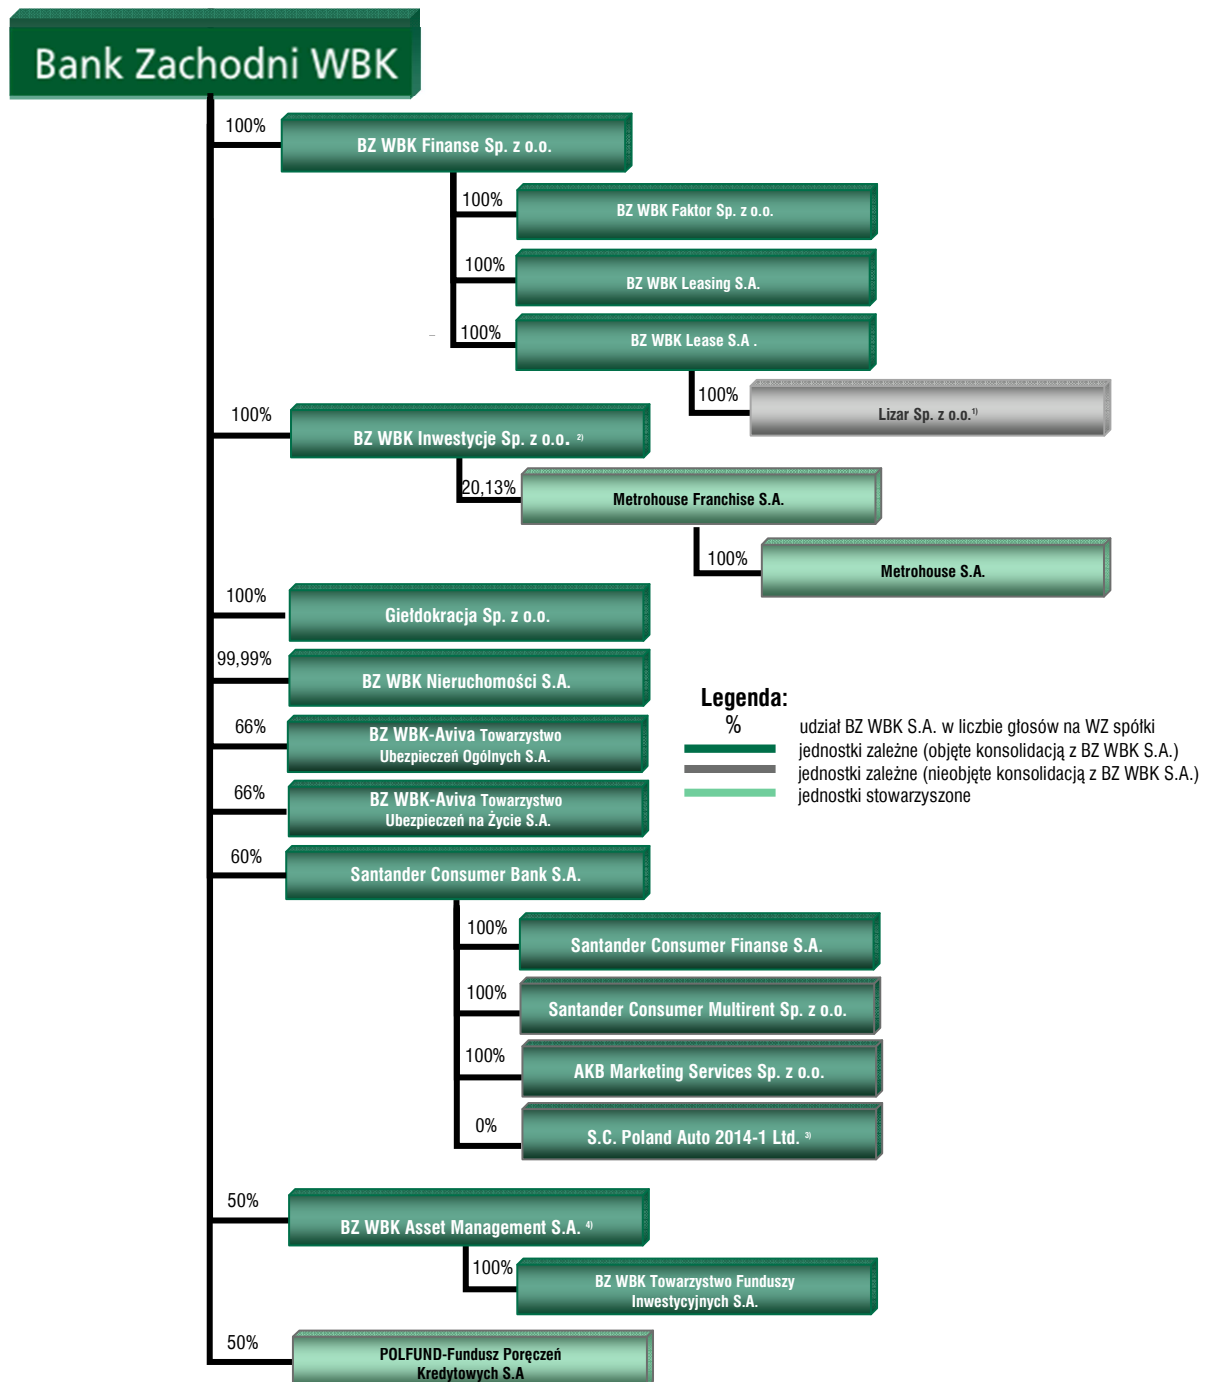 Bank Zachodni WBK
100%
BZ WBK Finanse Sp. z o.o.
100%
BZ WBK Faktor Sp. z o.o.
100%
BZ WBK Leasing S.A.
100%
BZ WBK Lease S.A .
100%
Lizar Sp. z o.o.1)
100%
BZ WBK Inwestycje Sp. z o.o. 2)
20,13%
Metrohouse Franchise S.A.
100%
Metrohouse S.A.
100%
Giełdokracja Sp. z o.o.
99,99%
BZ WBK Nieruchomości S.A.
66%
BZ WBK-Aviva Towarzystwo
Ubezpieczeń Ogólnych S.A.
66%
BZ WBK-Aviva Towarzystwo
Ubezpieczeń na Życie S.A.
Legenda:
% udział BZ WBK S.A. w liczbie głosów na WZ spółki
jednostki zależne (objęte konsolidacją z BZ WBK S.A.)
jednostki zależne (nieobjęte konsolidacją z BZ WBK S.A.)
jednostki stowarzyszone
60%
Santander Consumer Bank S.A.
100%
Santander Consumer Finanse S.A.
100%
Santander Consumer Multirent Sp. z o.o.
100%
AKB Marketing Services Sp. z o.o.
0%
S.C. Poland Auto 2014-1 Ltd. 3)
50%
BZ WBK Asset Management S.A. 4)
100%
BZ WBK Towarzystwo Funduszy
Inwestycyjnych S.A.
50%
POLFUND-Fundusz Poręczeń
Kredytowych S.A